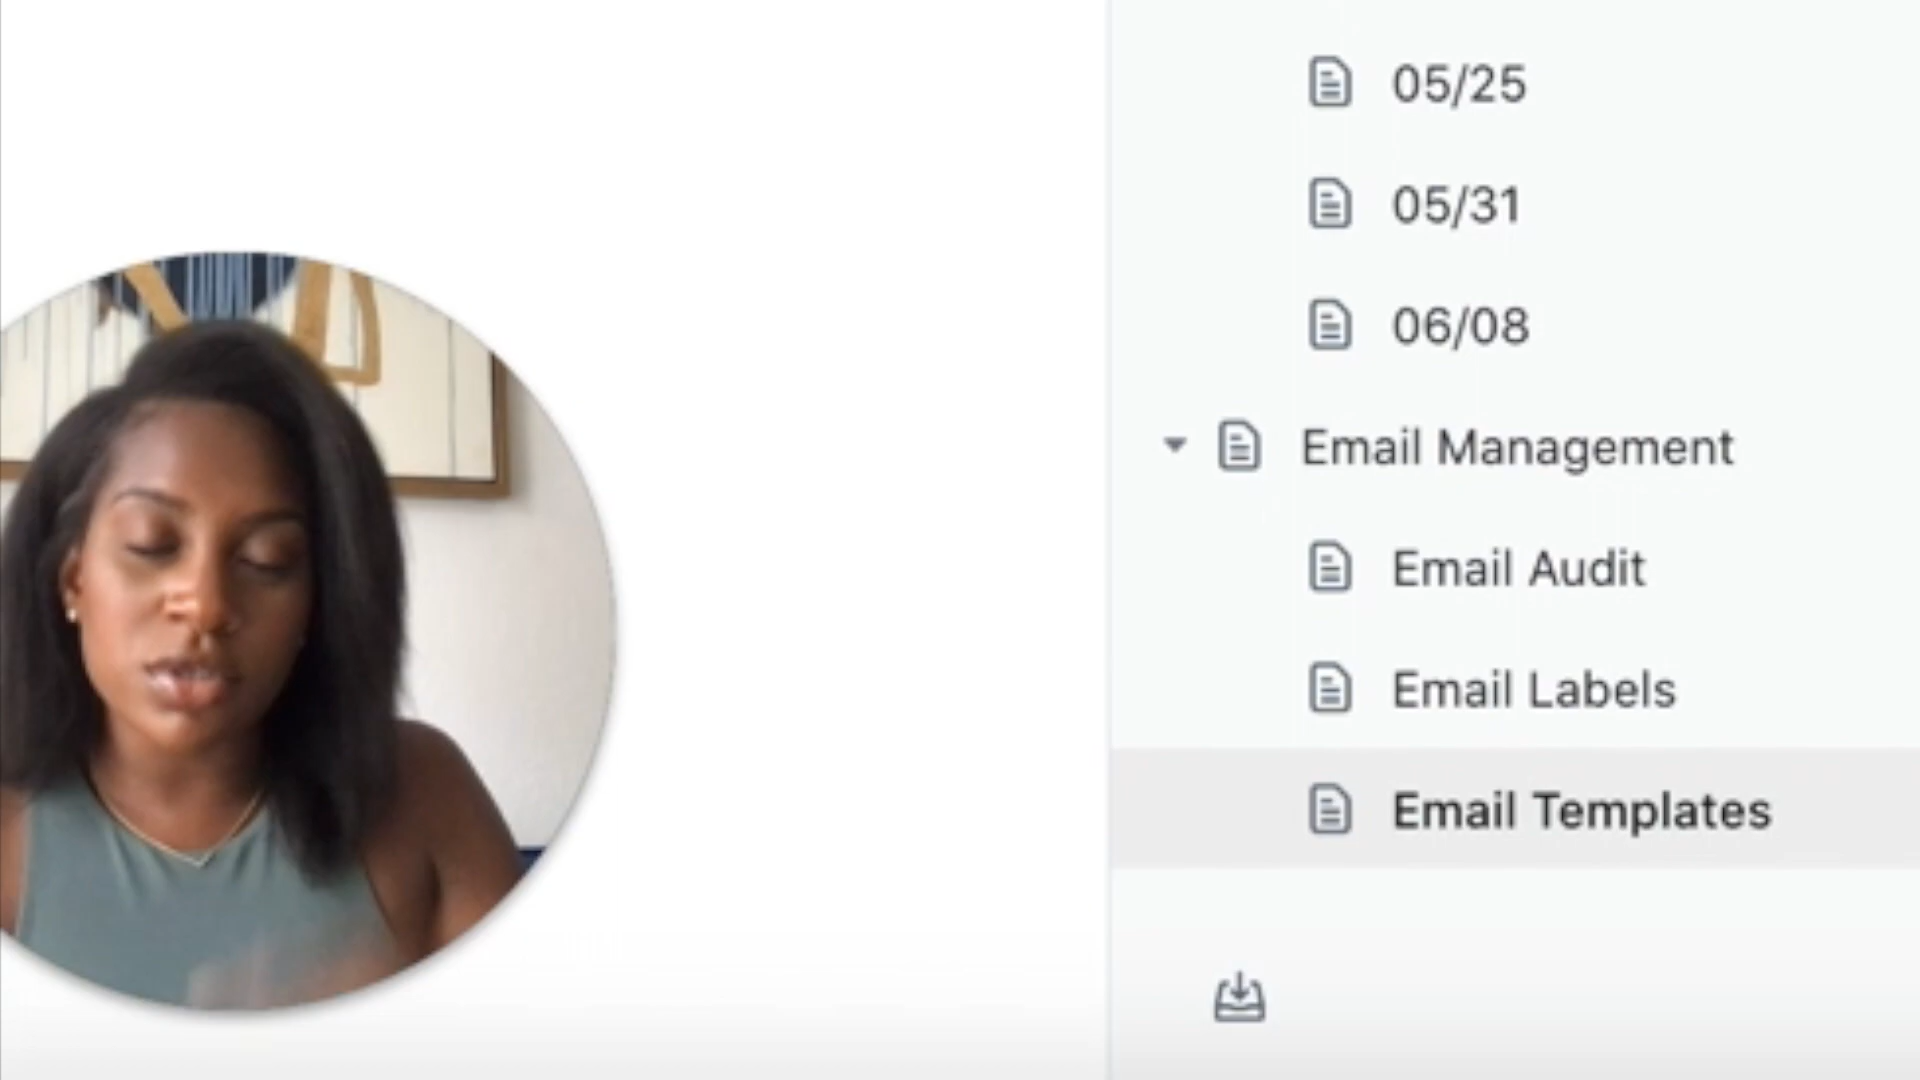 05/25
05/31
06/08
Email Management
Email Audit
Email Labels
Email Templates